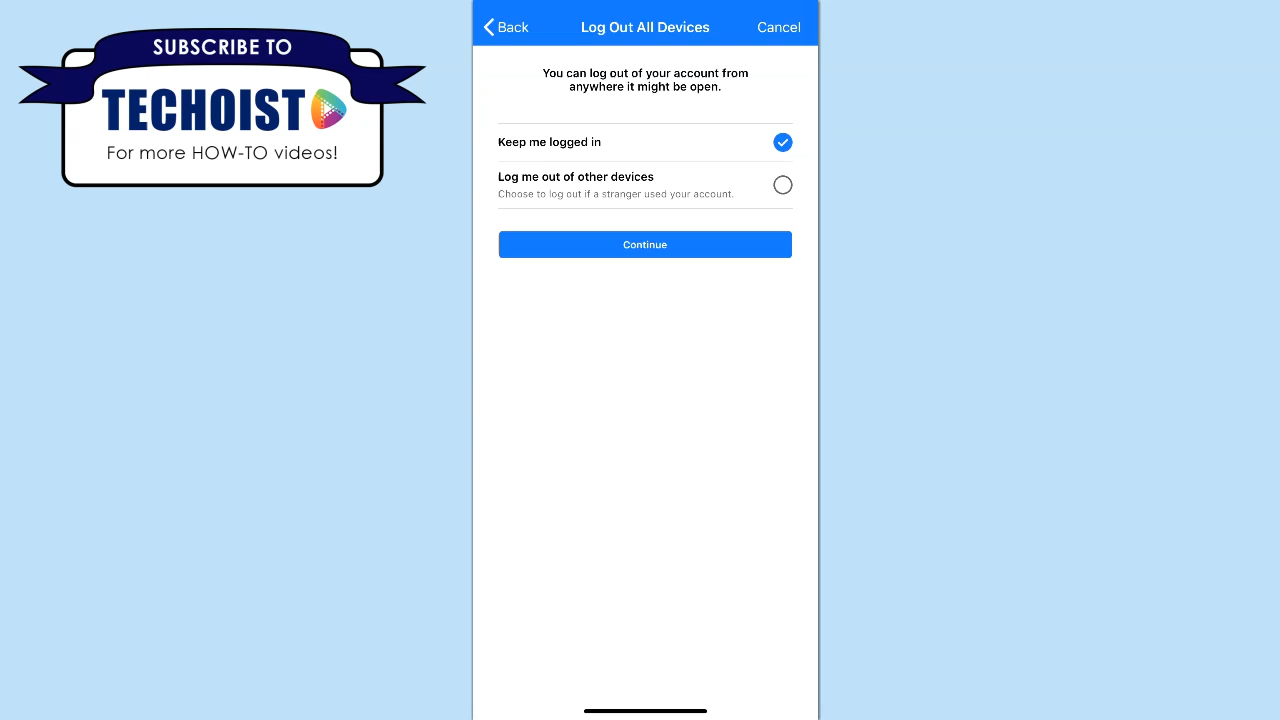 SUBSCRIBE TO
TECHOIST
For more HOW-TO videos!
Back
Log Out All Devices
Cancel
You can log out of your account from
anywhere it might be open.
Keep me logged in
Log me out of other devices
Choose to log out if a stranger used your account.
Continue